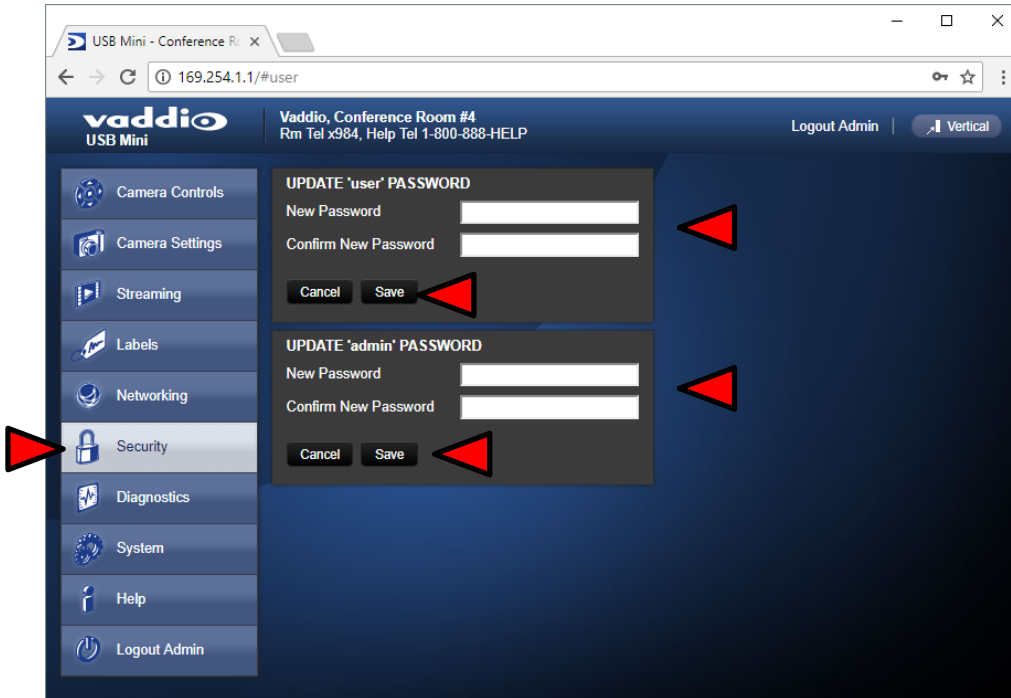 USB Mini - Conference Ro
169.254.1.1/#user
vaddio
USB Mini
Vaddio, Conference Room #4
Rm Tel x984, Help Tel 1-800-888-HELP
Logout Admin
Vertical
Camera Controls
Camera Settings
Streaming
Labels
Networking
Security
Diagnostics
System
Help
Logout Admin
UPDATE 'user' PASSWORD
New Password
Confirm New Password
Cancel Save
UPDATE 'admin' PASSWORD
New Password
Confirm New Password
Cancel Save